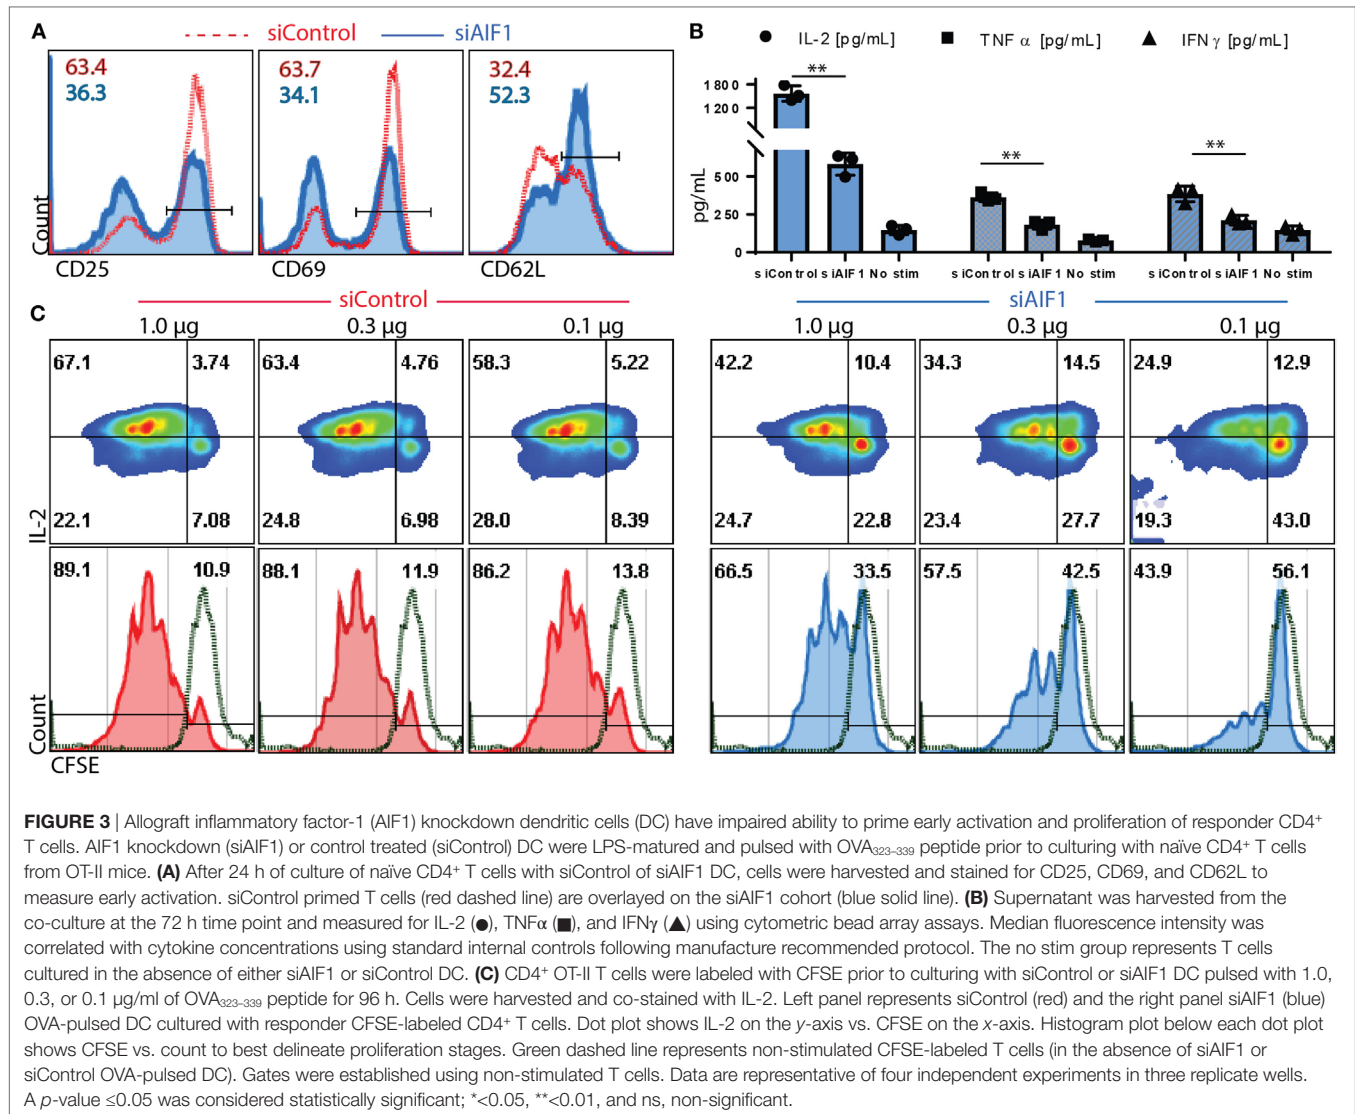 A
siControl
siAIF1
63.4
36.3
63.7
34.1
32.4
52.3
Count
CD25
CD69
CD62L
B
IL-2 [pg/mL]
TNF α [pg/mL]
IFN γ [pg/mL]
**
**
**
1800
1200
500
250
0
pg/mL
siControl siAIF1 No stim
siControl siAIF1 No stim
siControl siAIF1 No stim
C
siControl
siAIF1
1.0 µg
0.3 µg
0.1 µg
1.0 µg
0.3 µg
0.1 µg
67.1 3.74
63.4 4.76
58.3 5.22
42.2 10.4
34.3 14.5
24.9 12.9
22.1 7.08
24.8 6.98
28.0 8.39
24.7 22.8
23.4 27.7
19.3 43.0
IL-2
89.1 10.9
88.1 11.9
86.2 13.8
66.5 33.5
57.5 42.5
43.9 56.1
Count
CFSE
FIGURE 3 | Allograft inflammatory factor-1 (AIF1) knockdown dendritic cells (DC) have impaired ability to prime early activation and proliferation of responder CD4+
T cells. AIF1 knockdown (siAIF1) or control treated (siControl) DC were LPS-matured and pulsed with OVA323–339 peptide prior to culturing with naïve CD4+ T cells
from OT-II mice. (A) After 24 h of culture of naïve CD4+ T cells with siControl of siAIF1 DC, cells were harvested and stained for CD25, CD69, and CD62L to
measure early activation. siControl primed T cells (red dashed line) are overlayed on the siAIF1 cohort (blue solid line). (B) Supernatant was harvested from the
co-culture at the 72 h time point and measured for IL-2 (●), TNFα (■), and IFNγ (▲) using cytometric bead array assays. Median fluorescence intensity was
correlated with cytokine concentrations using standard internal controls following manufacture recommended protocol. The no stim group represents T cells
cultured in the absence of either siAIF1 or siControl DC. (C) CD4+ OT-II T cells were labeled with CFSE prior to culturing with siControl or siAIF1 DC pulsed with 1.0,
0.3, or 0.1 µg/ml of OVA323–339 peptide for 96 h. Cells were harvested and co-stained with IL-2. Left panel represents siControl (red) and the right panel siAIF1 (blue)
OVA-pulsed DC cultured with responder CFSE-labeled CD4+ T cells. Dot plot shows IL-2 on the y-axis vs. CFSE on the x-axis. Histogram plot below each dot plot
shows CFSE vs. count to best delineate proliferation stages. Green dashed line represents non-stimulated CFSE-labeled T cells (in the absence of siAIF1 or
siControl OVA-pulsed DC). Gates were established using non-stimulated T cells. Data are representative of four independent experiments in three replicate wells.
A p-value ≤0.05 was considered statistically significant; *<0.05, **<0.01, and ns, non-significant.